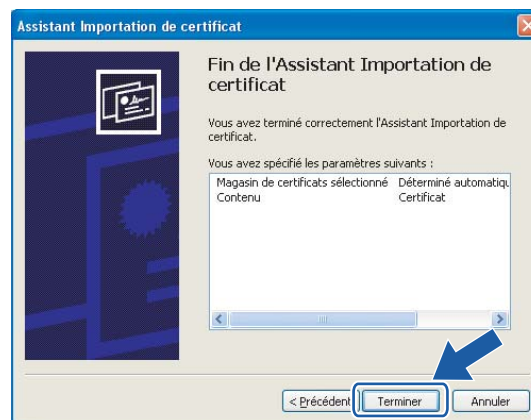 Assistant Importation de certificat
Fin de l'Assistant Importation de
certificat
Vous avez terminé correctement l'Assistant Importation de
certificat.
Vous avez spécifié les paramètres suivants :
Magasin de certificats sélectionné Déterminé automatiqu
Contenu Certificat
< Précédent Terminer Annuler